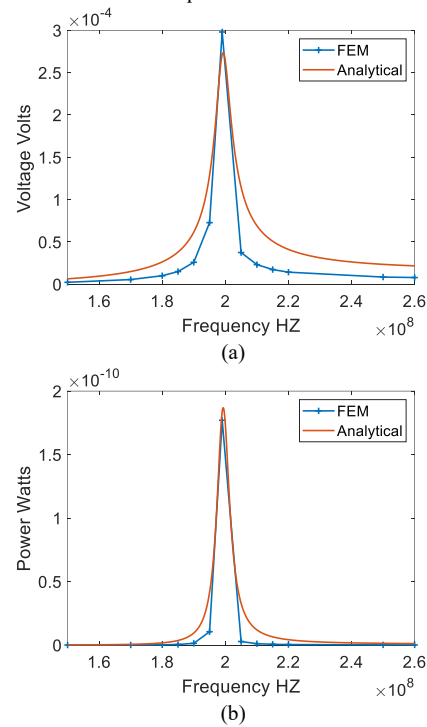 ×10⁻⁴
3
2.5
2
1.5
1
0.5
0
Voltage Volts
FEM
Analytical
1.6 1.8 2 2.2 2.4 2.6
Frequency HZ
×10⁸
(a)
×10⁻¹⁰
2
1.5
1
0.5
0
Power Watts
FEM
Analytical
1.6 1.8 2 2.2 2.4 2.6
Frequency HZ
×10⁸
(b)